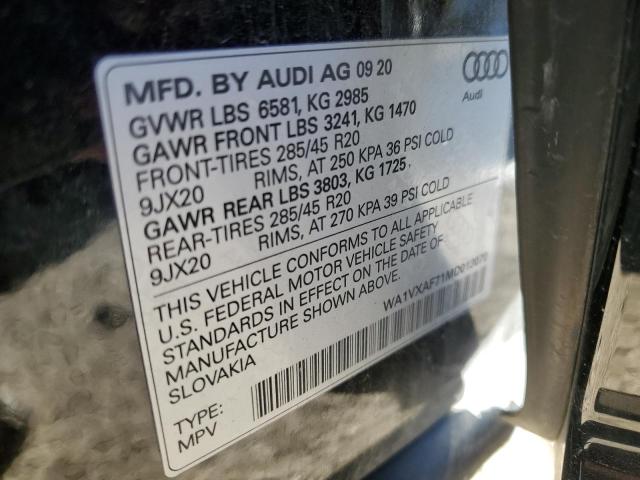 MFD. BY AUDI AG 09 20
Audi
GVWR LBS 6581, KG 2985
GAWR FRONT LBS 3241, KG 1470
FRONT-TIRES 285/45 R20
9JX20 RIMS, AT 250 KPA 36 PSI COLD
GAWR REAR LBS 3803, KG 1725,
REAR-TIRES 285/45 R20
9JX20 RIMS, AT 270 KPA 39 PSI COLD
THIS VEHICLE CONFORMS TO ALL APPLICABLE
U.S. FEDERAL MOTOR VEHICLE SAFETY
STANDARDS IN EFFECT ON THE DATE OF
MANUFACTURE SHOWN ABOVE.
SLOVAKIA
WA1VXAF71MD012070
TYPE:
MPV